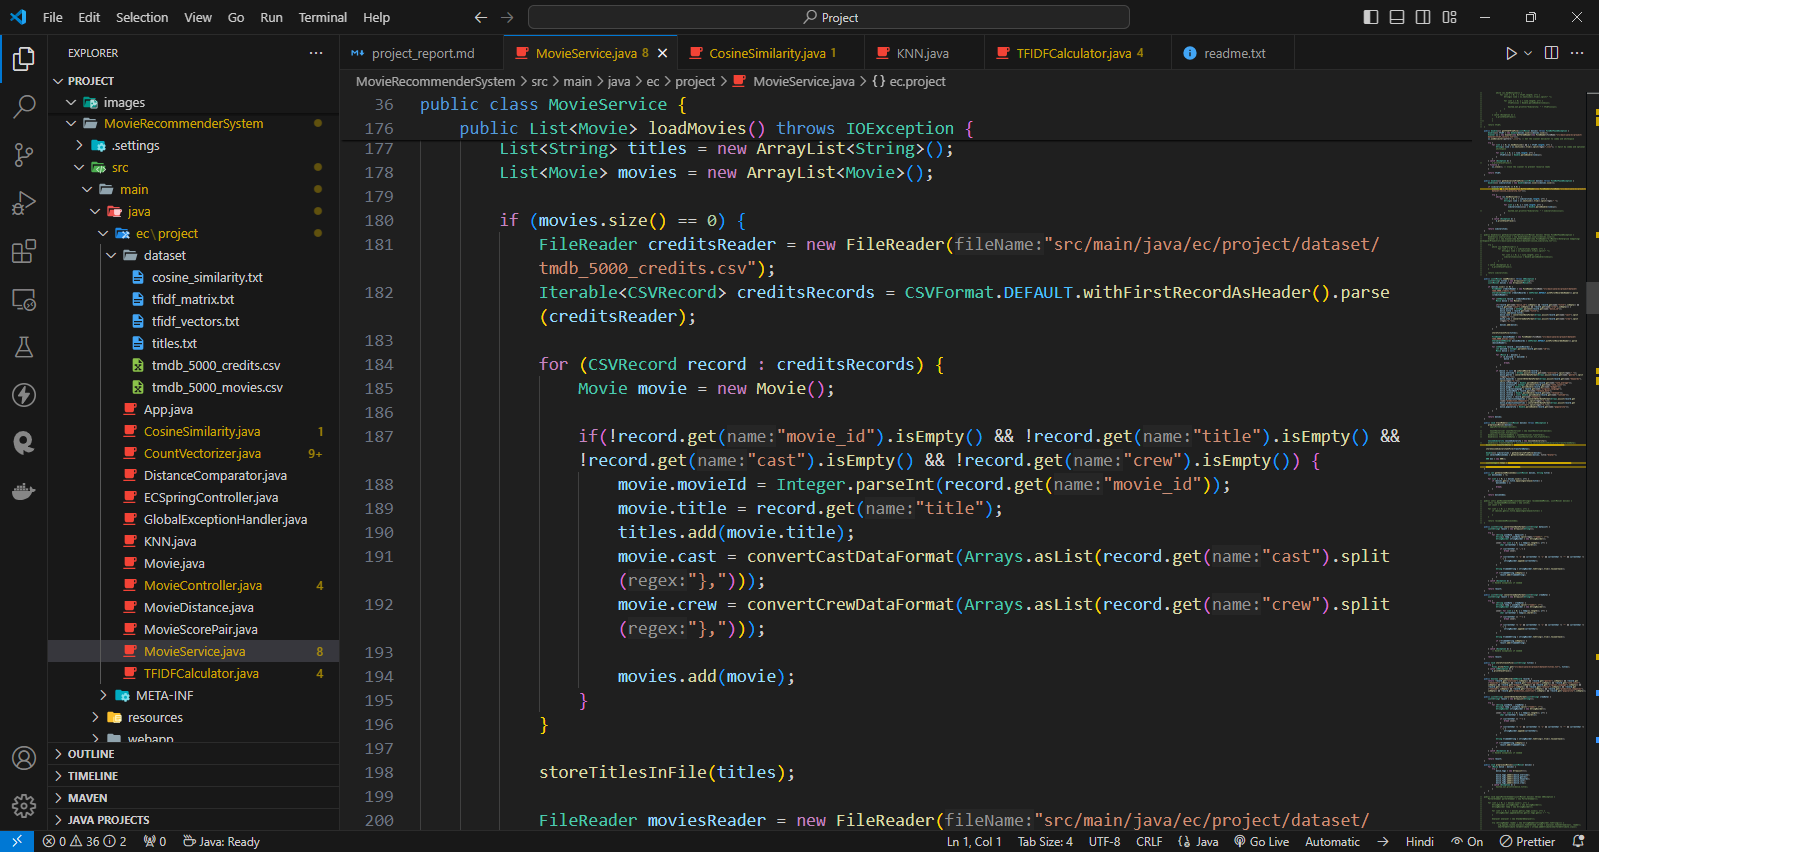 File Edit Selection View Go Run Terminal Help
Project
EXPLORER
PROJECT
images
MovieRecommenderSystem
.settings
src
main
java
ec\project
dataset
cosine_similarity.txt
tfidf_matrix.txt
tfidf_vectors.txt
titles.txt
tmdb_5000_credits.csv
tmdb_5000_movies.csv
App.java
CosineSimilarity.java 1
CountVectorizer.java 9+
DistanceComparator.java
ECSpringController.java
GlobalExceptionHandler.java
KNN.java
Movie.java
MovieController.java 4
MovieDistance.java
MovieScorePair.java
MovieService.java 8
TFIDFCalculator.java 4
META-INF
resources
webapp
OUTLINE
TIMELINE
MAVEN
JAVA PROJECTS
project_report.md MovieService.java 8 CosineSimilarity.java 1 KNN.java TFIDFCalculator.java 4 readme.txt
MovieRecommenderSystem > src > main > java > ec > project > MovieService.java > {} ec.project
36 public class MovieService {
176 public List<Movie> loadMovies() throws IOException {
177 List<String> titles = new ArrayList<String>();
178 List<Movie> movies = new ArrayList<Movie>();
179
180 if (movies.size() == 0) {
181 FileReader creditsReader = new FileReader(fileName:"src/main/java/ec/project/dataset/
tmdb_5000_credits.csv");
182 Iterable<CSVRecord> creditsRecords = CSVFormat.DEFAULT.withFirstRecordAsHeader().parse
(creditsReader);
183
184 for (CSVRecord record : creditsRecords) {
185 Movie movie = new Movie();
186
187 if(!record.get(name:"movie_id").isEmpty() && !record.get(name:"title").isEmpty() &&
!record.get(name:"cast").isEmpty() && !record.get(name:"crew").isEmpty()) {
188 movie.movieId = Integer.parseInt(record.get(name:"movie_id"));
189 movie.title = record.get(name:"title");
190 titles.add(movie.title);
191 movie.cast = convertCastDataFormat(Arrays.asList(record.get(name:"cast").split
(regex:"},")));
192 movie.crew = convertCrewDataFormat(Arrays.asList(record.get(name:"crew").split
(regex:"},")));
193
194 movies.add(movie);
195 }
196 }
197
198 storeTitlesInFile(titles);
199
200 FileReader moviesReader = new FileReader(fileName:"src/main/java/ec/project/dataset/
0 36 2 0 Java: Ready Ln 1, Col 1 Tab Size: 4 UTF-8 CRLF {} Java Go Live Automatic Hindi On Prettier